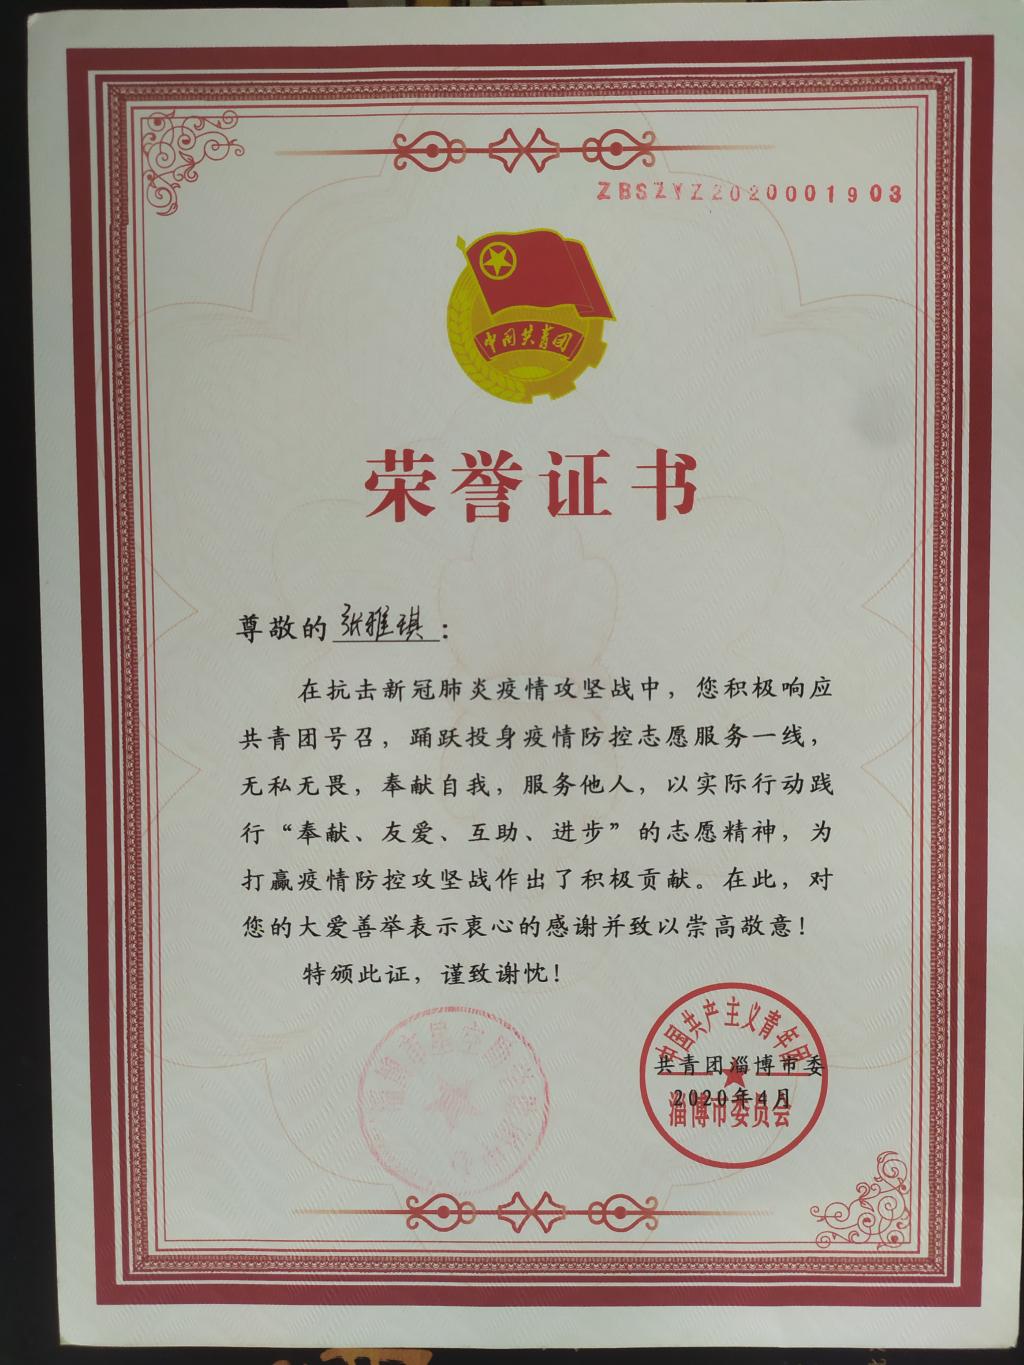 ZBSZYZ2020001903
中国共青团
荣誉证书
尊敬的张雅琪：
在抗击新冠肺炎疫情攻坚战中，您积极响应
共青团号召，踊跃投身疫情防控志愿服务一线，
无私无畏，奉献自我，服务他人，以实际行动践
行“奉献、友爱、互助、进步”的志愿精神，为
打赢疫情防控攻坚战作出了积极贡献。在此，对
您的大爱善举表示衷心的感谢并致以崇高敬意！
特颁此证，谨致谢忱！
中国共产主义青年团
共青团淄博市委
2020年4月
淄博市委员会